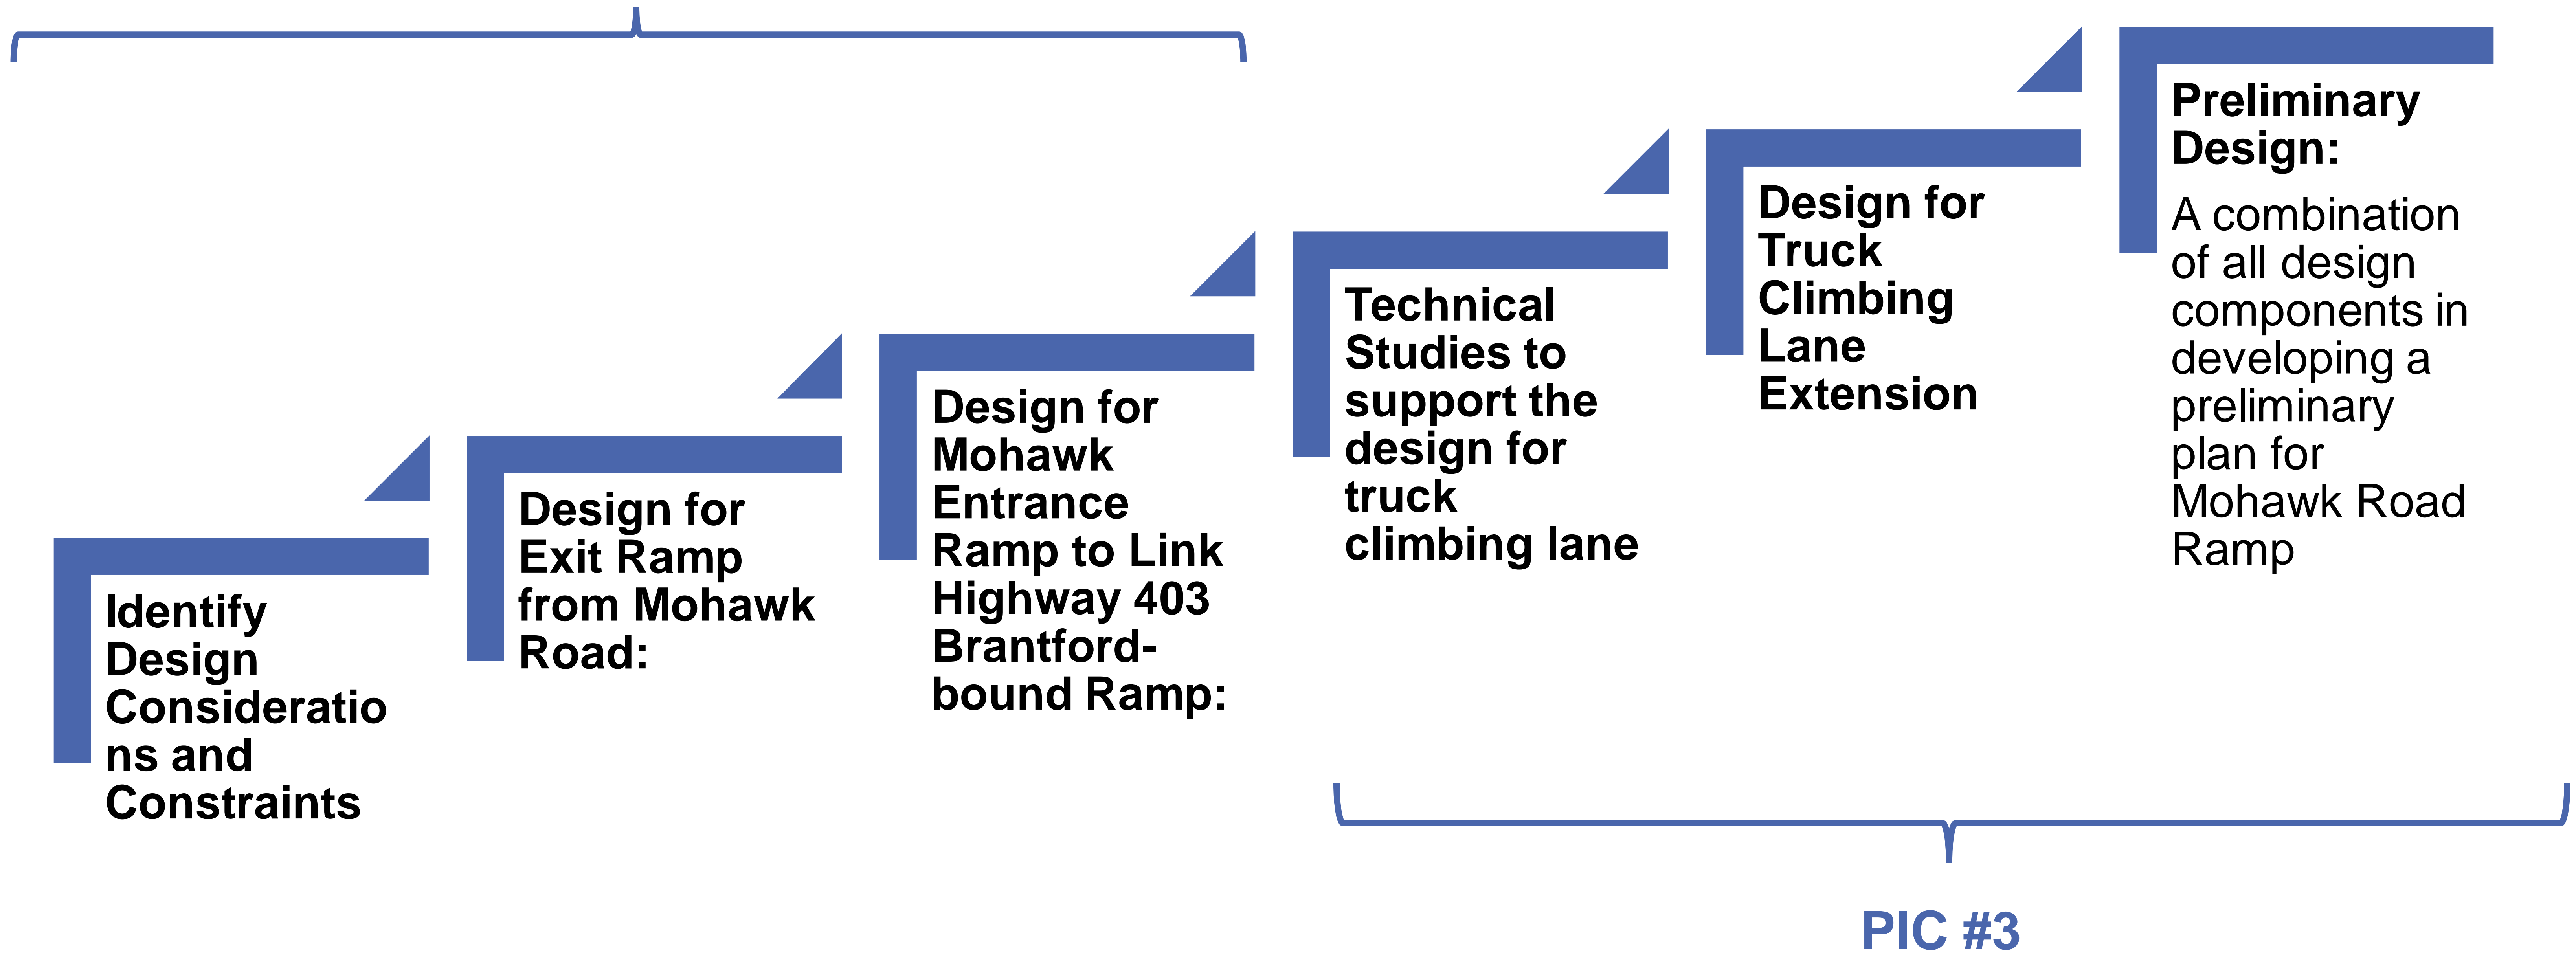 Identify
Design
Consideratio
ns and
Constraints
Design for
Exit Ramp
from Mohawk
Road:
Design for
Mohawk
Entrance
Ramp to Link
Highway 403
Brantford-
bound Ramp:
Technical
Studies to
support the
design for
truck
climbing lane
Design for
Truck
Climbing
Lane
Extension
Preliminary
Design:
A combination
of all design
components in
developing a
preliminary
plan for
Mohawk Road
Ramp
PIC #3